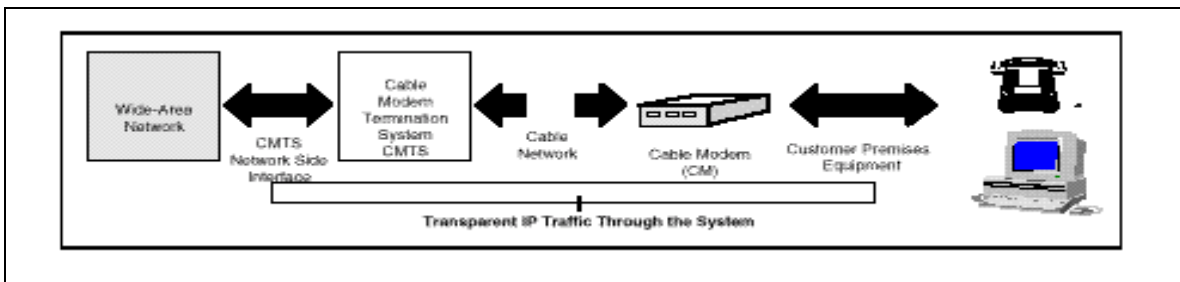 Wide-Area
Network
CMTS
Network Side
Interface
Cable
Modem
Termination
System
CMTS
Cable
Network
Cable Modem
(CM)
Customer Premises
Equipment
Transparent IP Traffic Through the System